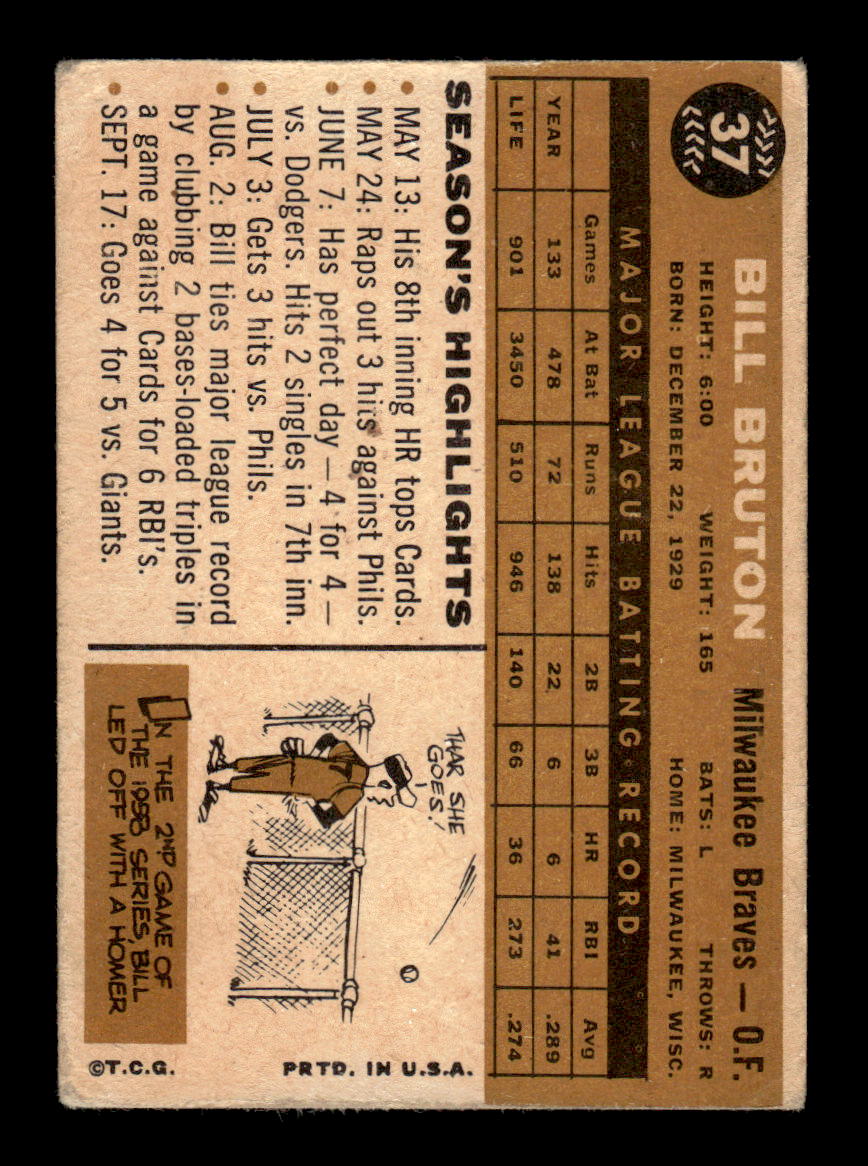 37
BILL BRUTON Milwaukee Braves — O.F.
HEIGHT: 6:00 WEIGHT: 165 BATS: L THROWS: R
BORN: DECEMBER 22, 1929 HOME: MILWAUKEE, WISC.
MAJOR LEAGUE BATTING RECORD
Games At Bat Runs Hits 2B 3B HR RBI Avg
YEAR 133 478 72 138 22 6 6 41 .289
LIFE 901 3450 510 946 140 66 36 273 .274
SEASON'S HIGHLIGHTS
• MAY 13: His 8th inning HR tops Cards.
• MAY 24: Raps out 3 hits against Phils.
• JUNE 7: Has perfect day — 4 for 4 —
vs. Dodgers. Hits 2 singles in 7th inn.
• JULY 3: Gets 3 hits vs. Phils.
• AUG. 2: Bill ties major league record
by clubbing 2 bases-loaded triples in
a game against Cards for 6 RBI's.
• SEPT. 17: Goes 4 for 5 vs. Giants.
THAR SHE
GOES!
IN THE 2ND GAME OF
THE 1958 SERIES, BILL
LED OFF WITH A HOMER
©T.C.G. PRTD. IN U.S.A.